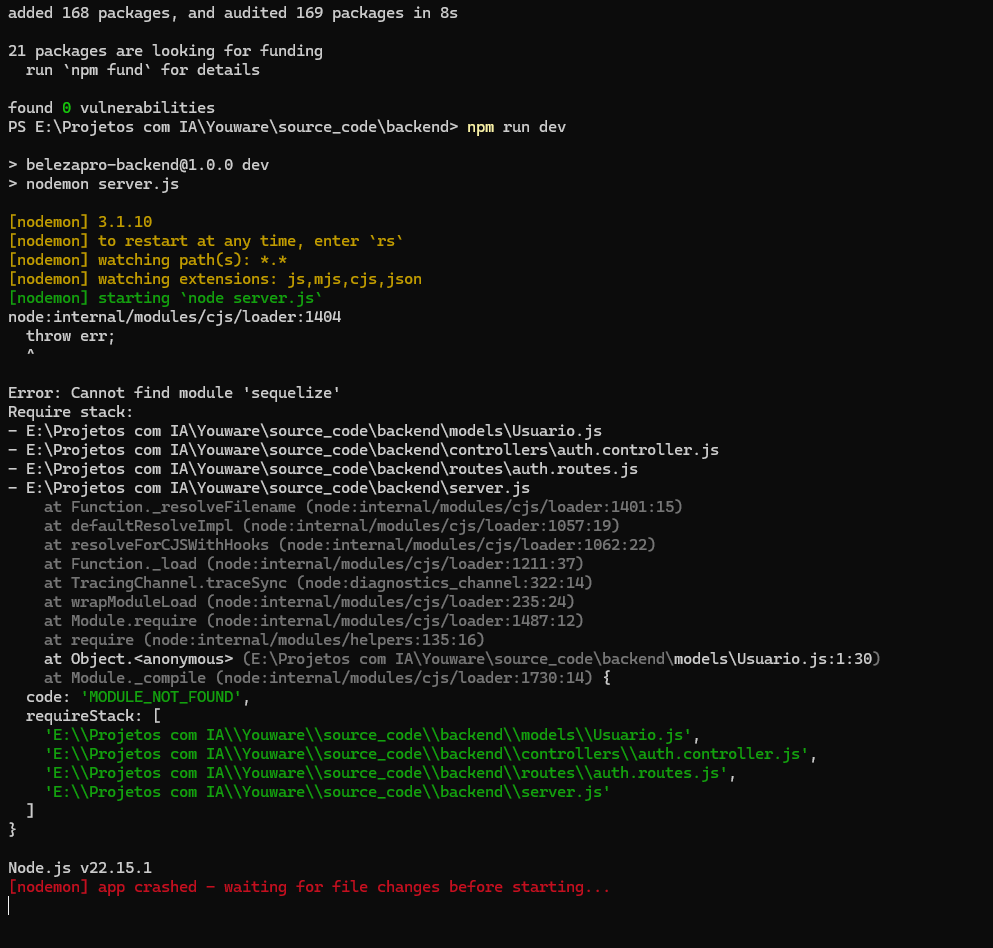 added 168 packages, and audited 169 packages in 8s
21 packages are looking for funding
  run `npm fund` for details
found 0 vulnerabilities
PS E:\Projetos com IA\Youware\source_code\backend> npm run dev
> belezapro-backend@1.0.0 dev
> nodemon server.js
[nodemon] 3.1.10
[nodemon] to restart at any time, enter `rs`
[nodemon] watching path(s): *.*
[nodemon] watching extensions: js,mjs,cjs,json
[nodemon] starting `node server.js`
node:internal/modules/cjs/loader:1404
  throw err;
  ^
Error: Cannot find module 'sequelize'
Require stack:
- E:\Projetos com IA\Youware\source_code\backend\models\Usuario.js
- E:\Projetos com IA\Youware\source_code\backend\controllers\auth.controller.js
- E:\Projetos com IA\Youware\source_code\backend\routes\auth.routes.js
- E:\Projetos com IA\Youware\source_code\backend\server.js
    at Function._resolveFilename (node:internal/modules/cjs/loader:1401:15)
    at defaultResolveImpl (node:internal/modules/cjs/loader:1057:19)
    at resolveForCJSWithHooks (node:internal/modules/cjs/loader:1062:22)
    at Function._load (node:internal/modules/cjs/loader:1211:37)
    at TracingChannel.traceSync (node:diagnostics_channel:322:14)
    at wrapModuleLoad (node:internal/modules/cjs/loader:235:24)
    at Module.require (node:internal/modules/cjs/loader:1487:12)
    at require (node:internal/modules/helpers:135:16)
    at Object.<anonymous> (E:\Projetos com IA\Youware\source_code\backend\models\Usuario.js:1:30)
    at Module._compile (node:internal/modules/cjs/loader:1730:14) {
  code: 'MODULE_NOT_FOUND',
  requireStack: [
    'E:\\Projetos com IA\\Youware\\source_code\\backend\\models\\Usuario.js',
    'E:\\Projetos com IA\\Youware\\source_code\\backend\\controllers\\auth.controller.js',
    'E:\\Projetos com IA\\Youware\\source_code\\backend\\routes\\auth.routes.js',
    'E:\\Projetos com IA\\Youware\\source_code\\backend\\server.js'
  ]
}
Node.js v22.15.1
[nodemon] app crashed - waiting for file changes before starting...